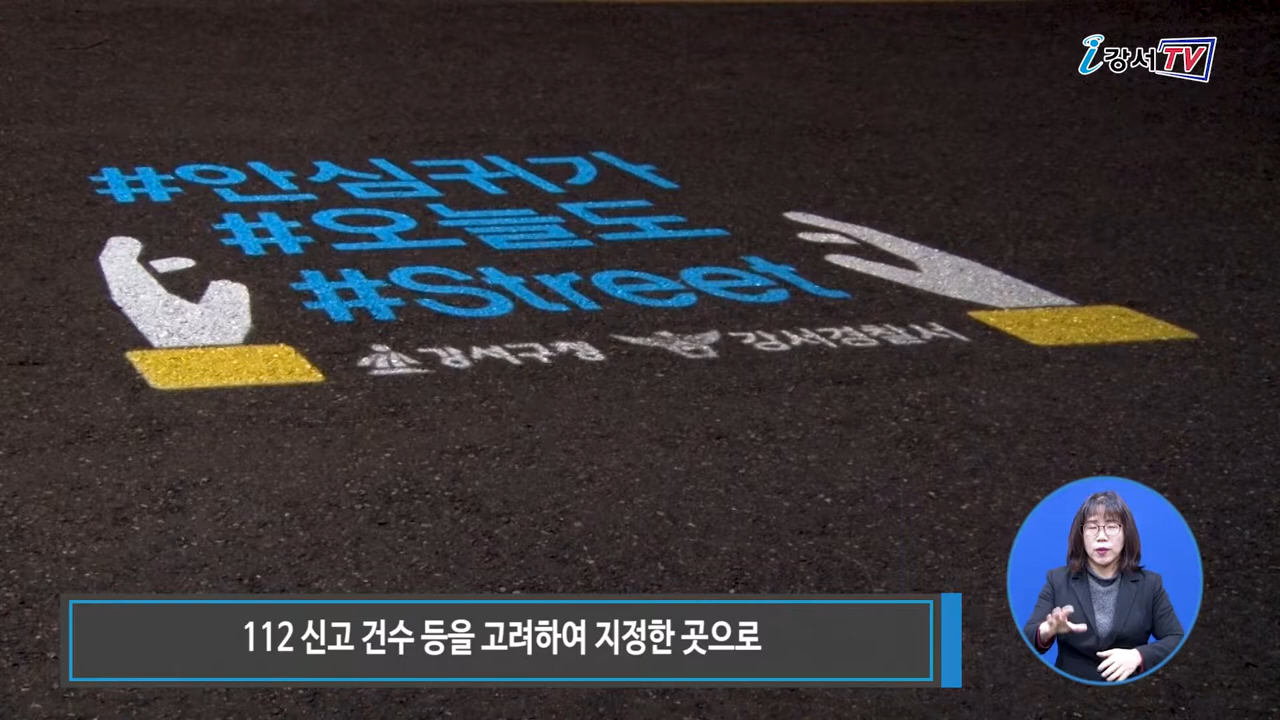 i강서TV
#안심귀가
#오늘도
#Street
강서구청 강서경찰서
112 신고 건수 등을 고려하여 지정한 곳으로